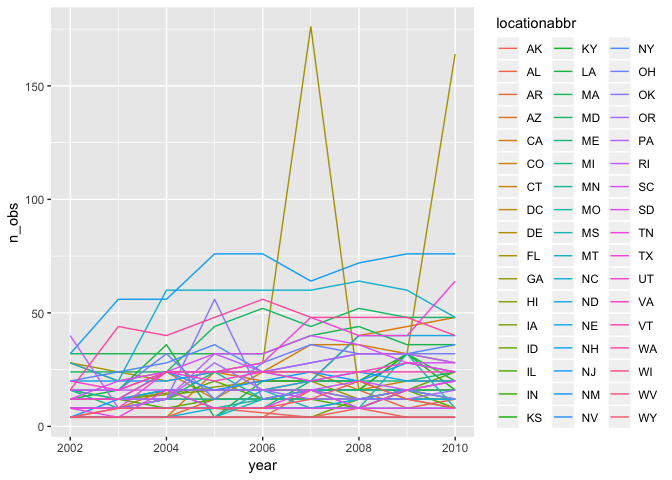 locationabbr
150
100
50
0
n_obs
2002
2004
2006
2008
2010
year
AK KY NY
AL LA OH
AR MA OK
AZ MD OR
CA ME PA
CO MI RI
CT MN SC
DC MO SD
DE MS TN
FL MT TX
GA NC UT
HI ND VA
IA NE VT
ID NH WA
IL NJ WI
IN NM WV
KS NV WY